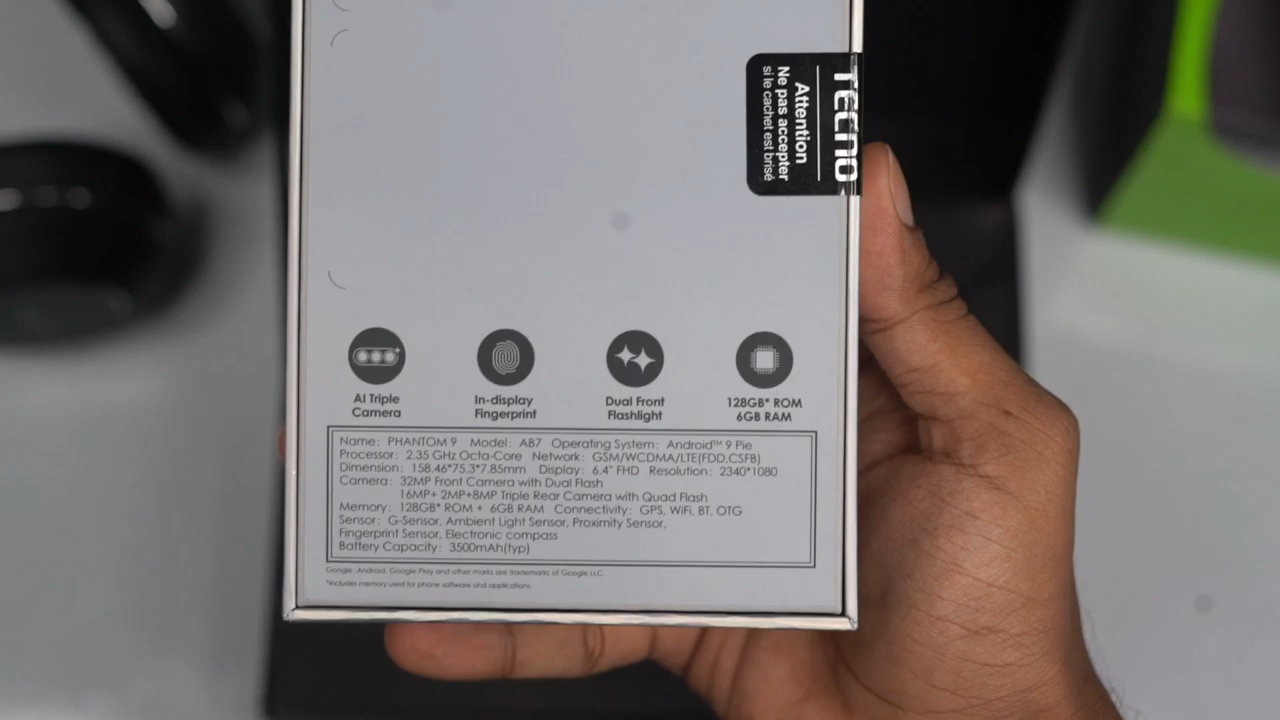 TECNO
Attention
Ne pas accepter
si le cachet est brisé
AI Triple
Camera
In-display
Fingerprint
Dual Front
Flashlight
128GB* ROM
6GB RAM
Name: PHANTOM 9 Model: AB7 Operating System: Android™ 9 Pie
Processor: 2.35 GHz Octa-Core Network: GSM/WCDMA/LTE(FDD,CSFB)
Dimension: 158.46*75.3*7.85mm Display: 6.4" FHD Resolution: 2340*1080
Camera: 32MP Front Camera with Dual Flash
16MP+ 2MP+8MP Triple Rear Camera with Quad Flash
Memory: 128GB* ROM + 6GB RAM Connectivity: GPS, WiFi, BT, OTG
Sensor: G-Sensor, Ambient Light Sensor, Proximity Sensor,
Fingerprint Sensor, Electronic compass
Battery Capacity: 3500mAh(typ)
Google, Android, Google Play and other marks are trademarks of Google LLC.
*Includes memory used for phone software and applications.